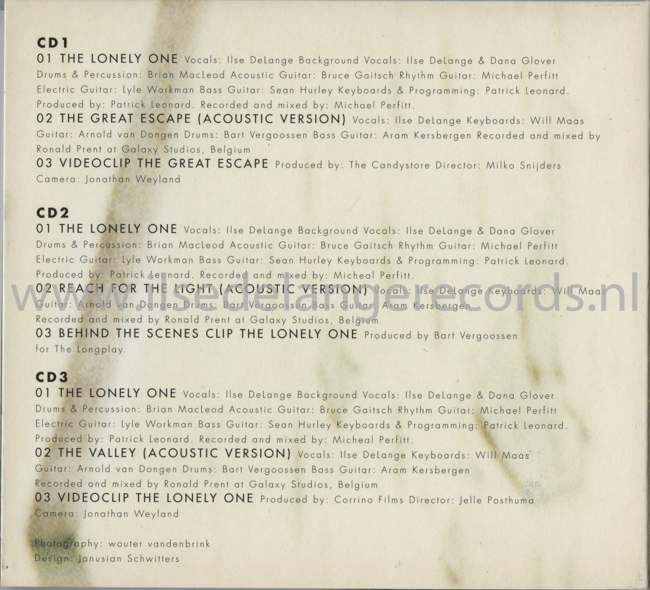 CD1
01 THE LONELY ONE Vocals: Ilse DeLange Background Vocals: Ilse DeLange & Dana Glover
Drums & Percussion: Brian MacLeod Acoustic Guitar: Bruce Gaitsch Rhythm Guitar: Michael Perfitt
Electric Guitar: Lyle Workman Bass Guitar: Sean Hurley Keyboards & Programming: Patrick Leonard.
Produced by: Patrick Leonard. Recorded and mixed by: Michael Perfitt.
02 THE GREAT ESCAPE (ACOUSTIC VERSION) Vocals: Ilse DeLange Keyboards: Will Maas
Guitar: Arnold van Dongen Drums: Bart Vergoossen Bass Guitar: Aram Kersbergen Recorded and mixed by
Ronald Prent at Galaxy Studios, Belgium
03 VIDEOCLIP THE GREAT ESCAPE Produced by: The Candystore Director: Milko Snijders
Camera: Jonathan Weyland
CD2
01 THE LONELY ONE Vocals: Ilse DeLange Background Vocals: Ilse DeLange & Dana Glover
Drums & Percussion: Brian MacLeod Acoustic Guitar: Bruce Gaitsch Rhythm Guitar: Michael Perfitt
Electric Guitar: Lyle Workman Bass Guitar: Sean Hurley Keyboards & Programming: Patrick Leonard.
Produced by: Patrick Leonard. Recorded and mixed by: Micheal Perfitt.
02 REACH FOR THE LIGHT (ACOUSTIC VERSION) Vocals: Ilse DeLange Keyboards: Will Maas
www.ilsedelangerecords.nl
Guitar: Arnold van Dongen Drums: Bart Vergoossen Bass Guitar: Aram Kersbergen
Recorded and mixed by Ronald Prent at Galaxy Studios, Belgium
03 BEHIND THE SCENES CLIP THE LONELY ONE Produced by Bart Vergoossen
for The Longplay.
CD3
01 THE LONELY ONE Vocals: Ilse DeLange Background Vocals: Ilse DeLange & Dana Glover
Drums & Percussion: Brian MacLeod Acoustic Guitar: Bruce Gaitsch Rhythm Guitar: Michael Perfitt
Electric Guitar: Lyle Workman Bass Guitar: Sean Hurley Keyboards & Programming: Patrick Leonard.
Produced by: Patrick Leonard. Recorded and mixed by: Micheal Perfitt.
02 THE VALLEY (ACOUSTIC VERSION) Vocals: Ilse DeLange Keyboards: Will Maas
Guitar: Arnold van Dongen Drums: Bart Vergoossen Bass Guitar: Aram Kersbergen
Recorded and mixed by Ronald Prent at Galaxy Studios, Belgium
03 VIDEOCLIP THE LONELY ONE Produced by: Corrino Films Director: Jelle Posthuma
Camera: Jonathan Weyland
Photography: wouter vandenbrink
Design: Janusian Schwitters